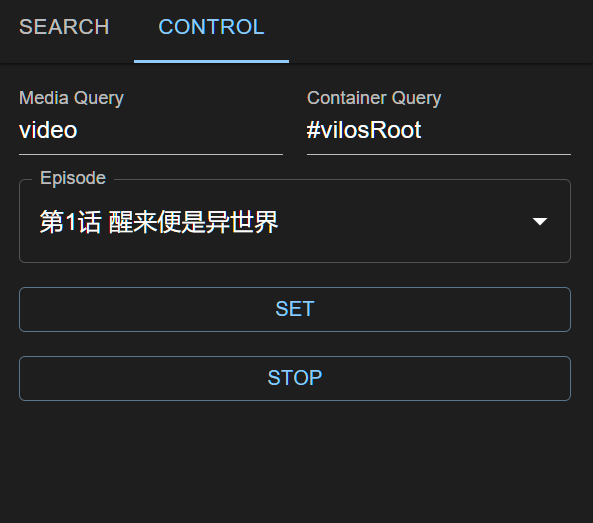 SEARCH CONTROL
Media Query Container Query
video #vilosRoot
Episode
第1话 醒来便是异世界
SET
STOP